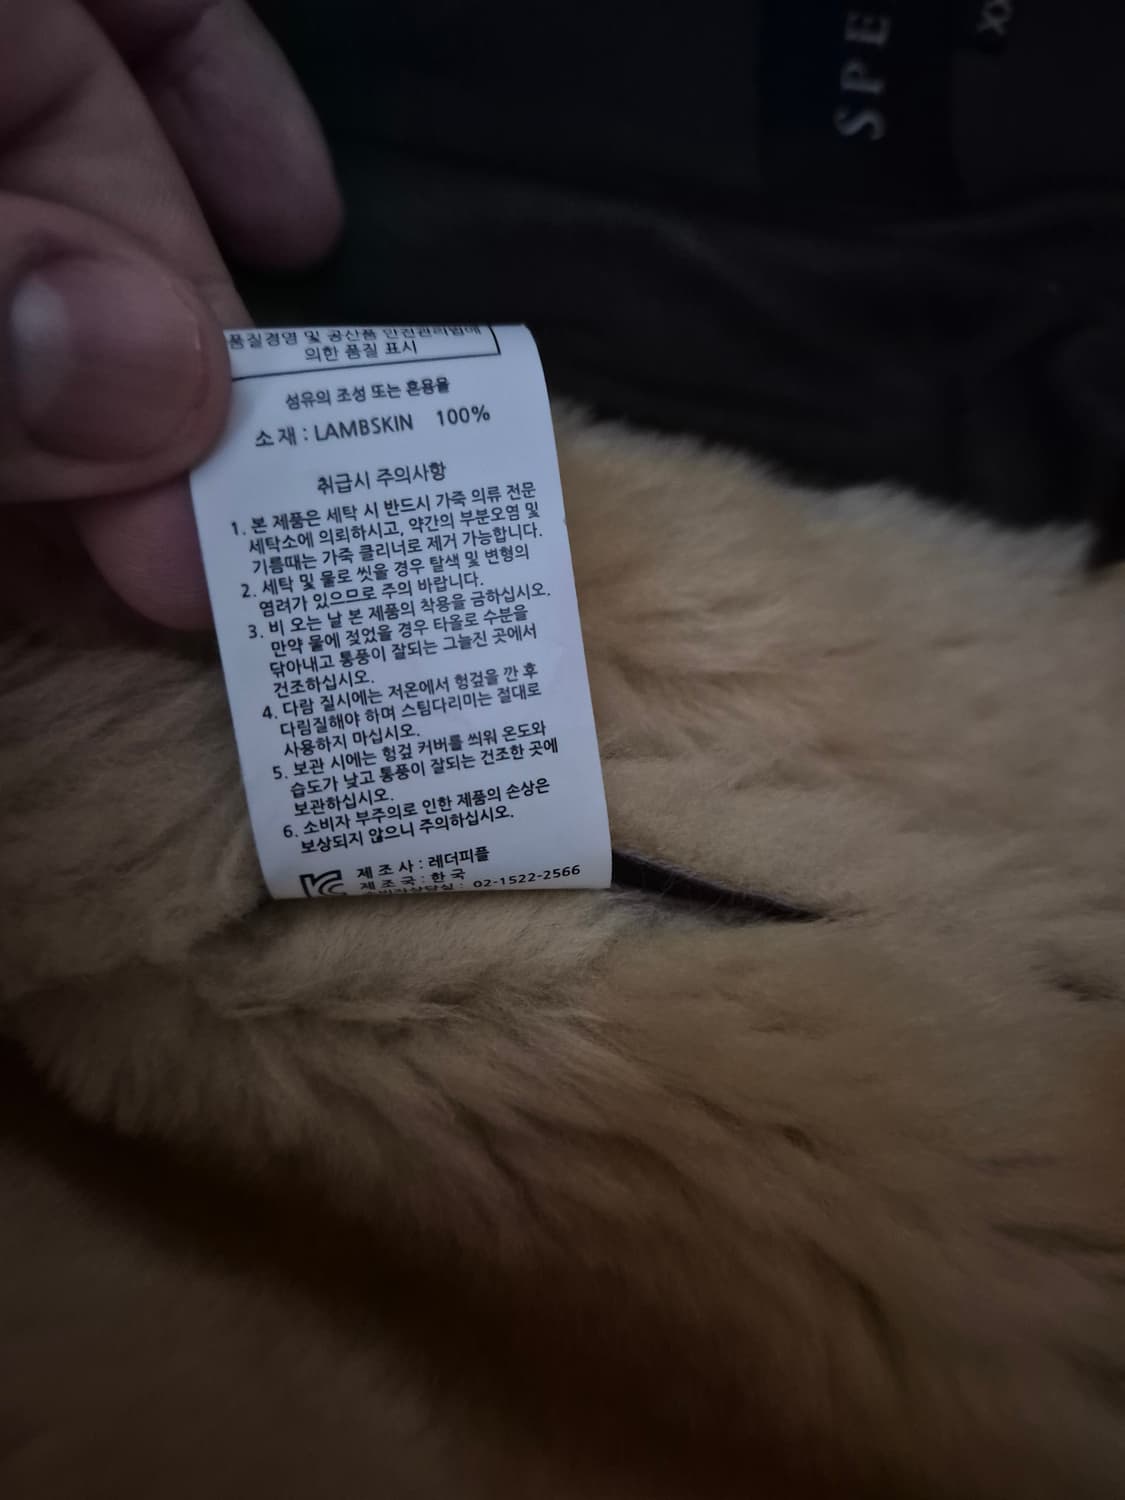 SPE
XX
품질경영 및 공산품 안전관리법에
의한 품질 표시
섬유의 조성 또는 혼용률
소재 : LAMBSKIN 100%
취급시 주의사항
1. 본 제품은 세탁 시 반드시 가죽 의류 전문
세탁소에 의뢰하시고, 약간의 부분오염 및
기름때는 가죽 클리너로 제거 가능합니다.
2. 세탁 및 물로 씻을 경우 탈색 및 변형의
염려가 있으므로 주의 바랍니다.
3. 비 오는 날 본 제품의 착용을 금하십시오.
만약 물에 젖었을 경우 타올로 수분을
닦아내고 통풍이 잘되는 그늘진 곳에서
건조하십시오.
4. 다람 질시에는 저온에서 헝겊을 깐 후
다림질해야 하며 스팀다리미는 절대로
사용하지 마십시오.
5. 보관 시에는 헝겊 커버를 씌워 온도와
습도가 낮고 통풍이 잘되는 건조한 곳에
보관하십시오.
6. 소비자 부주의로 인한 제품의 손상은
보상되지 않으니 주의하십시오.
제 조 사 : 레더피플
제 조 국 : 한 국
소비자상담실 : 02-1522-2566